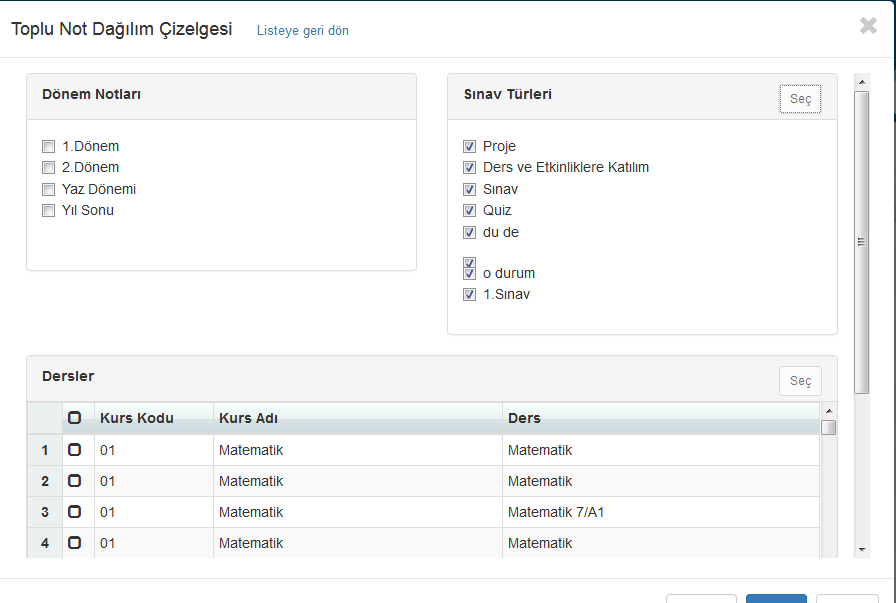 Toplu Not Dağılım Çizelgesi Listeye geri dön
Dönem Notları
1.Dönem
2.Dönem
Yaz Dönemi
Yıl Sonu
Sınav Türleri Seç
Proje
Ders ve Etkinliklere Katılım
Sınav
Quiz
du de
o durum
1.Sınav
Dersler Seç
Kurs Kodu Kurs Adı Ders
1 01 Matematik Matematik
2 01 Matematik Matematik
3 01 Matematik Matematik 7/A1
4 01 Matematik Matematik